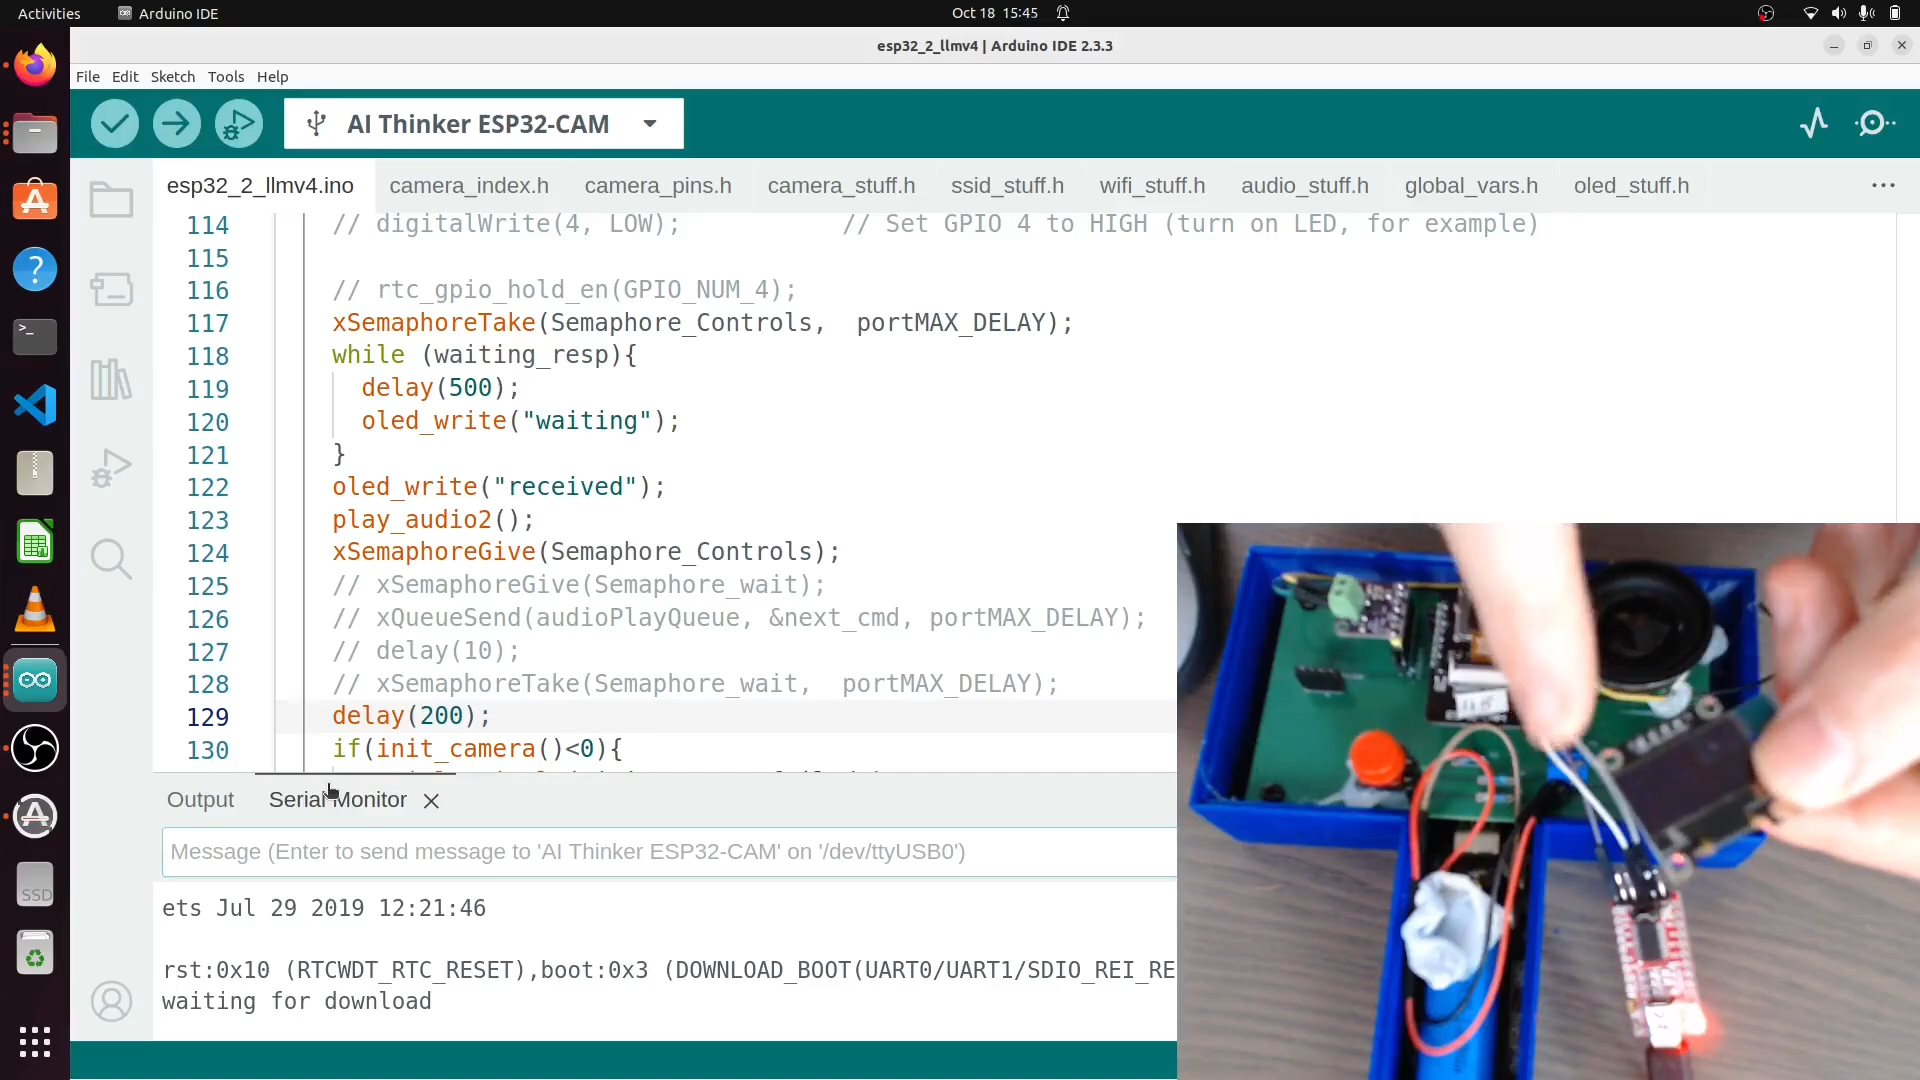 Activities
Arduino IDE
Oct 18 15:45
esp32_2_llmv4 | Arduino IDE 2.3.3
File Edit Sketch Tools Help
AI Thinker ESP32-CAM
esp32_2_llmv4.ino camera_index.h camera_pins.h camera_stuff.h ssid_stuff.h wifi_stuff.h audio_stuff.h global_vars.h oled_stuff.h ...
114 // digitalWrite(4, LOW); // Set GPIO 4 to HIGH (turn on LED, for example)
115
116 // rtc_gpio_hold_en(GPIO_NUM_4);
117 xSemaphoreTake(Semaphore_Controls, portMAX_DELAY);
118 while (waiting_resp){
119 delay(500);
120 oled_write("waiting");
121 }
122 oled_write("received");
123 play_audio2();
124 xSemaphoreGive(Semaphore_Controls);
125 // xSemaphoreGive(Semaphore_wait);
126 // xQueueSend(audioPlayQueue, &next_cmd, portMAX_DELAY);
127 // delay(10);
128 // xSemaphoreTake(Semaphore_wait, portMAX_DELAY);
129 delay(200);
130 if(init_camera()<0){
Output Serial Monitor
Message (Enter to send message to 'AI Thinker ESP32-CAM' on '/dev/ttyUSB0')
ets Jul 29 2019 12:21:46
rst:0x10 (RTCWDT_RTC_RESET),boot:0x3 (DOWNLOAD_BOOT(UART0/UART1/SDIO_REI_RE
waiting for download
SSD